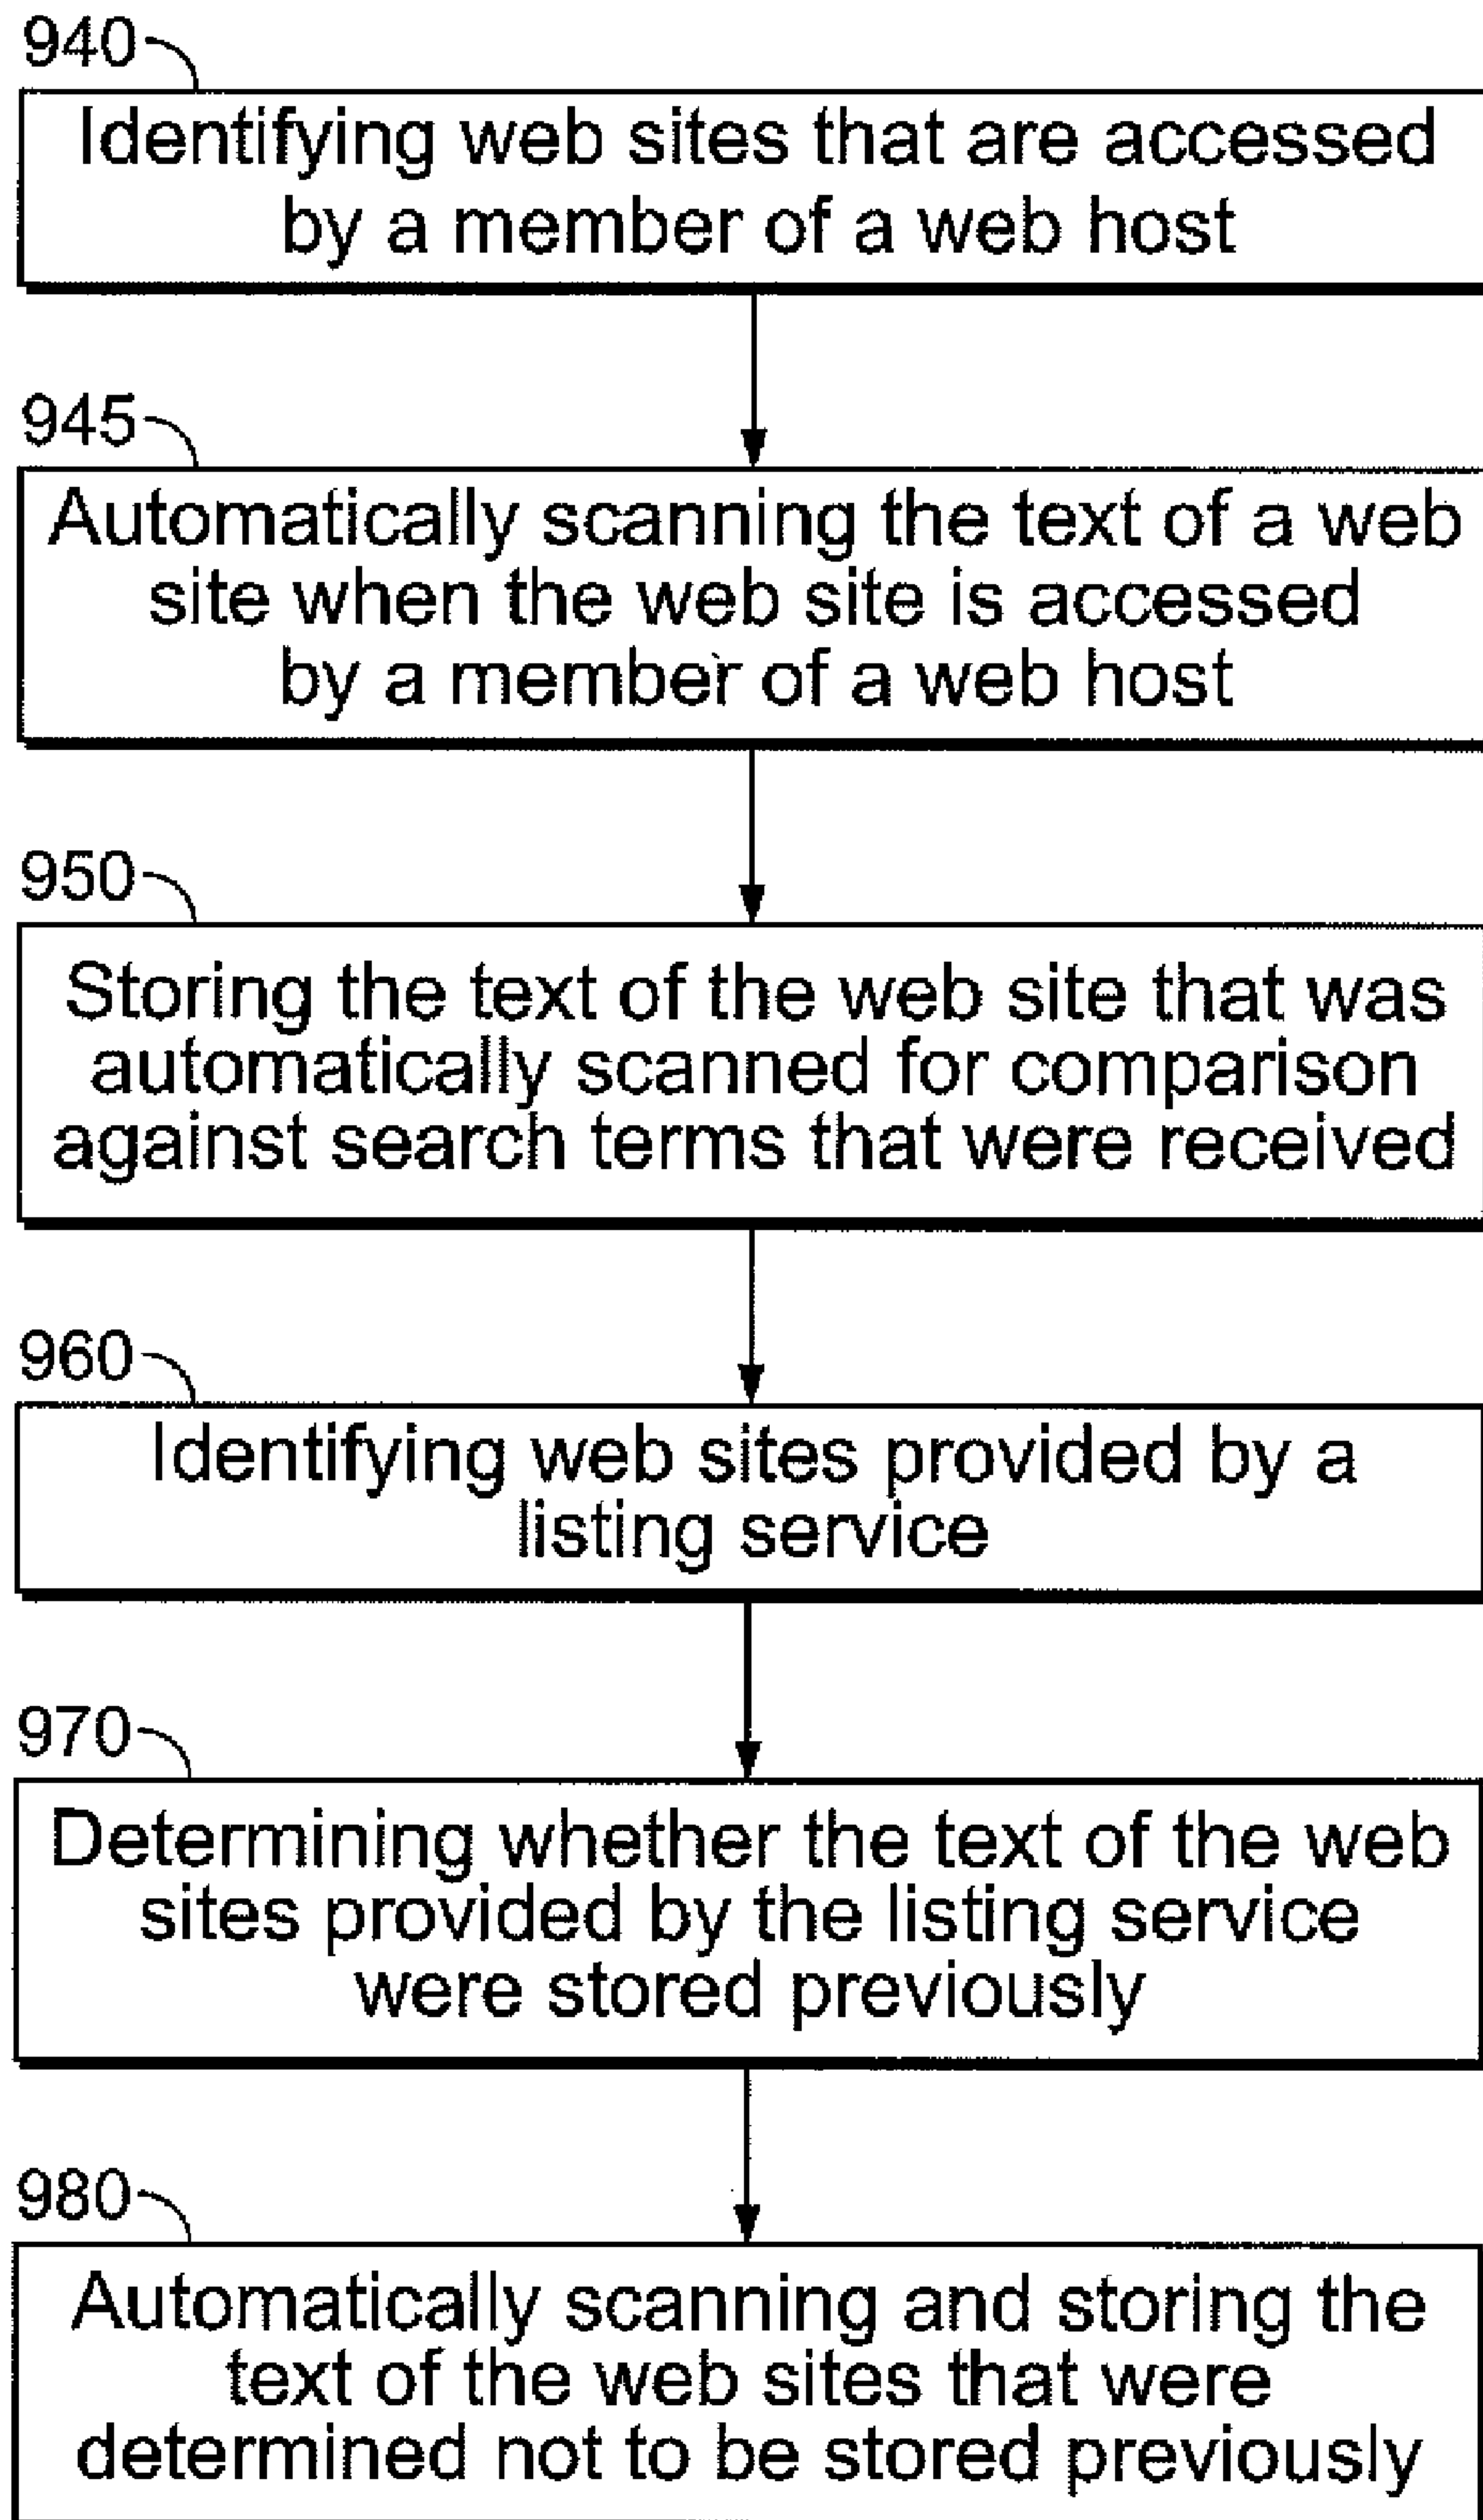 940
Identifying web sites that are accessed
by a member of a web host
945
Automatically scanning the text of a web
site when the web site is accessed
by a member of a web host
950
Storing the text of the web site that was
automatically scanned for comparison
against search terms that were received
960
Identifying web sites provided by a
listing service
970
Determining whether the text of the web
sites provided by the listing service
were stored previously
980
Automatically scanning and storing the
text of the web sites that were
determined not to be stored previously